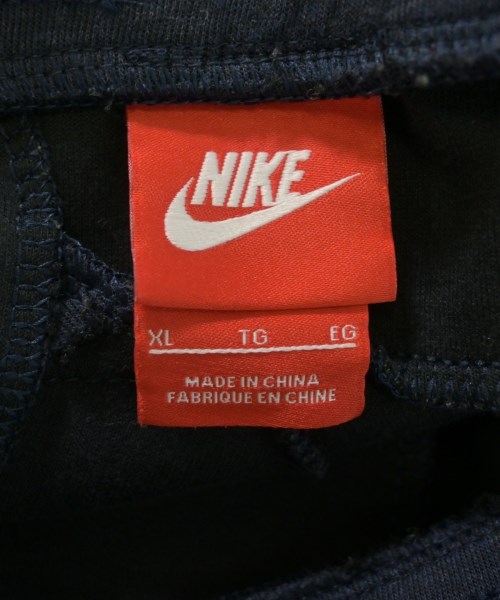 NIKE
XL TG EG
MADE IN CHINA
FABRIQUE EN CHINE